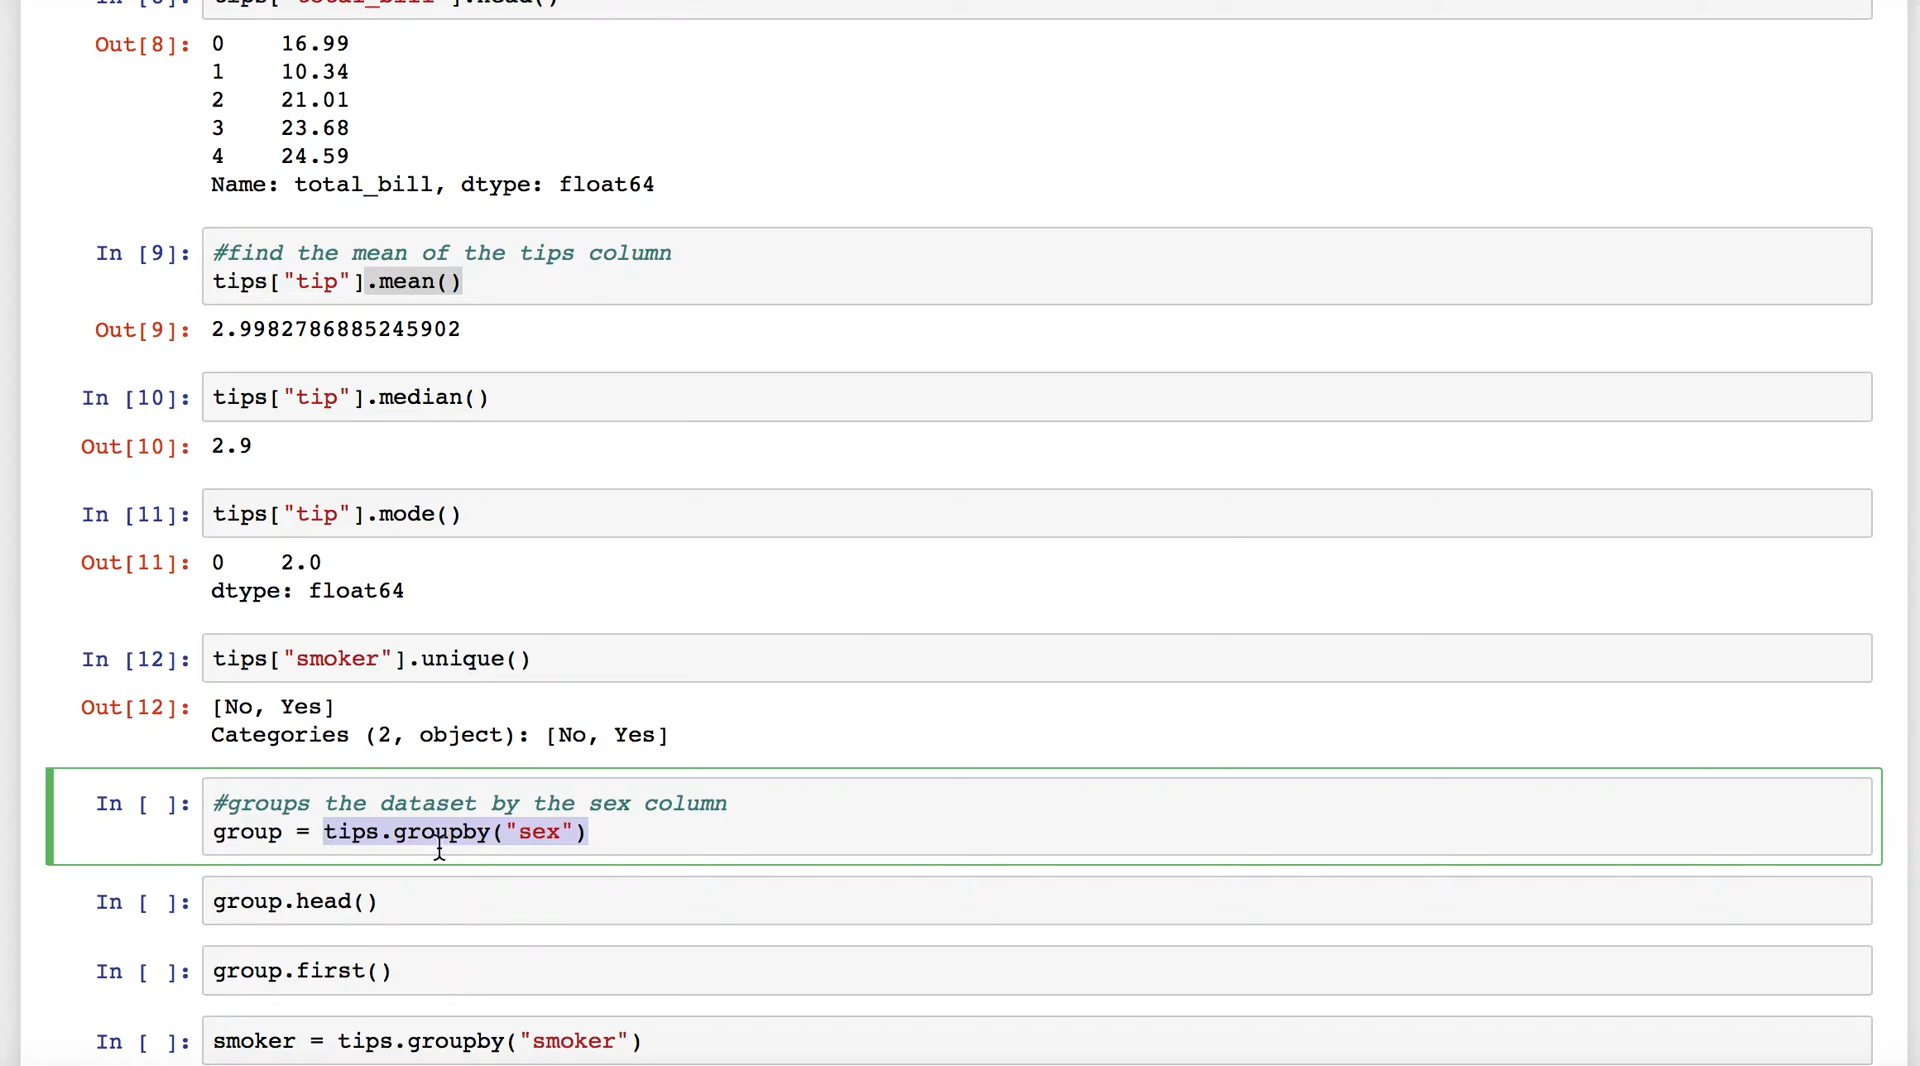 In [8]: tips["total_bill"].head()
Out[8]: 0    16.99
1    10.34
2    21.01
3    23.68
4    24.59
Name: total_bill, dtype: float64
In [9]: #find the mean of the tips column
tips["tip"].mean()
Out[9]: 2.9982786885245902
In [10]: tips["tip"].median()
Out[10]: 2.9
In [11]: tips["tip"].mode()
Out[11]: 0    2.0
dtype: float64
In [12]: tips["smoker"].unique()
Out[12]: [No, Yes]
Categories (2, object): [No, Yes]
In [ ]: #groups the dataset by the sex column
group = tips.groupby("sex")
In [ ]: group.head()
In [ ]: group.first()
In [ ]: smoker = tips.groupby("smoker")